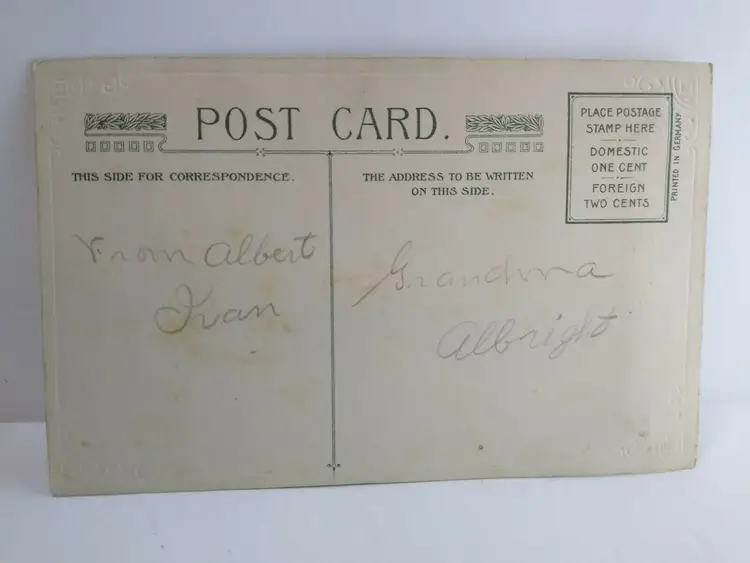 POST CARD.
THIS SIDE FOR CORRESPONDENCE.
THE ADDRESS TO BE WRITTEN
ON THIS SIDE.
PLACE POSTAGE
STAMP HERE
DOMESTIC
ONE CENT
FOREIGN
TWO CENTS
PRINTED IN GERMANY
From Albert
Ivan
Grandma
Albright